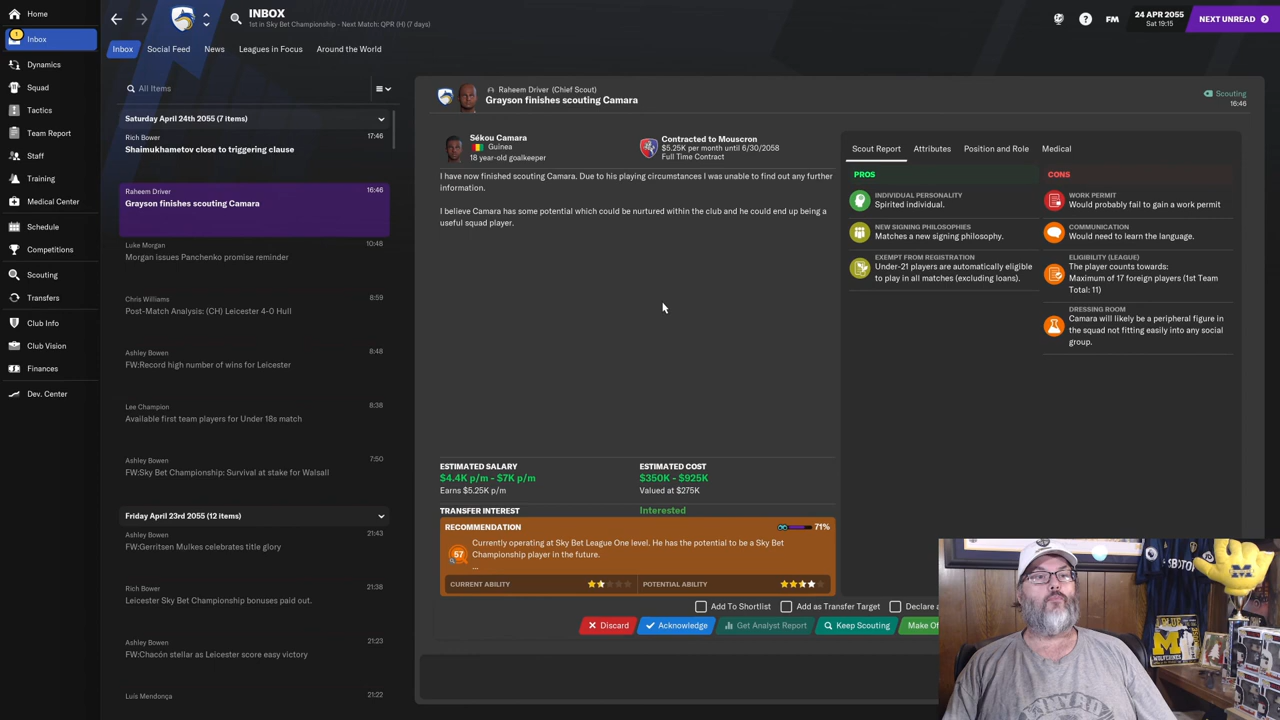 Home
1
Inbox
Dynamics
Squad
Tactics
Team Report
Staff
Training
Medical Center
Schedule
Competitions
Scouting
Transfers
Club Info
Club Vision
Finances
Dev. Center
INBOX
1st in Sky Bet Championship - Next Match: QPR (H) (7 days)
?
FM
24 APR 2055
Sat 19:15
NEXT UNREAD
Inbox
Social Feed
News
Leagues in Focus
Around the World
All Items
Saturday April 24th 2055 (7 items)
Rich Bower 17:46
Shaimukhametov close to triggering clause
Raheem Driver 16:46
Grayson finishes scouting Camara
Luke Morgan 10:48
Morgan issues Panchenko promise reminder
Chris Williams 8:59
Post-Match Analysis: (CH) Leicester 4-0 Hull
Ashley Bowen 8:48
FW:Record high number of wins for Leicester
Lee Champion 8:38
Available first team players for Under 18s match
Ashley Bowen 7:50
FW:Sky Bet Championship: Survival at stake for Walsall
Friday April 23rd 2055 (12 items)
Ashley Bowen 21:43
FW:Gerritsen Mulkes celebrates title glory
Rich Bower 21:38
Leicester Sky Bet Championship bonuses paid out.
Ashley Bowen 21:23
FW:Chacón stellar as Leicester score easy victory
Luís Mendonça 21:22
Raheem Driver (Chief Scout)
Grayson finishes scouting Camara
Scouting
16:46
Sékou Camara
Guinea
18 year-old goalkeeper
Contracted to Mouscron
$5.25K per month until 6/30/2058
Full Time Contract
I have now finished scouting Camara. Due to his playing circumstances I was unable to find out any further
information.
I believe Camara has some potential which could be nurtured within the club and he could end up being a
useful squad player.
ESTIMATED SALARY
$4.4K p/m - $7K p/m
Earns $5.25K p/m
ESTIMATED COST
$350K - $925K
Valued at $275K
TRANSFER INTEREST
Interested
RECOMMENDATION
71%
57
Currently operating at Sky Bet League One level. He has the potential to be a Sky Bet
Championship player in the future.
...
CURRENT ABILITY
POTENTIAL ABILITY
Scout Report
Attributes
Position and Role
Medical
PROS
INDIVIDUAL PERSONALITY
Spirited individual.
NEW SIGNING PHILOSOPHIES
Matches a new signing philosophy.
EXEMPT FROM REGISTRATION
Under-21 players are automatically eligible
to play in all matches (excluding loans).
CONS
WORK PERMIT
Would probably fail to gain a work permit
COMMUNICATION
Would need to learn the language.
ELIGIBILITY (LEAGUE)
The player counts towards:
Maximum of 17 foreign players (1st Team
Total: 11)
DRESSING ROOM
Camara will likely be a peripheral figure in
the squad not fitting easily into any social
group.
Add To Shortlist
Add as Transfer Target
Declare
Discard
Acknowledge
Get Analyst Report
Keep Scouting
Make Of
M
M
WOLVERINES